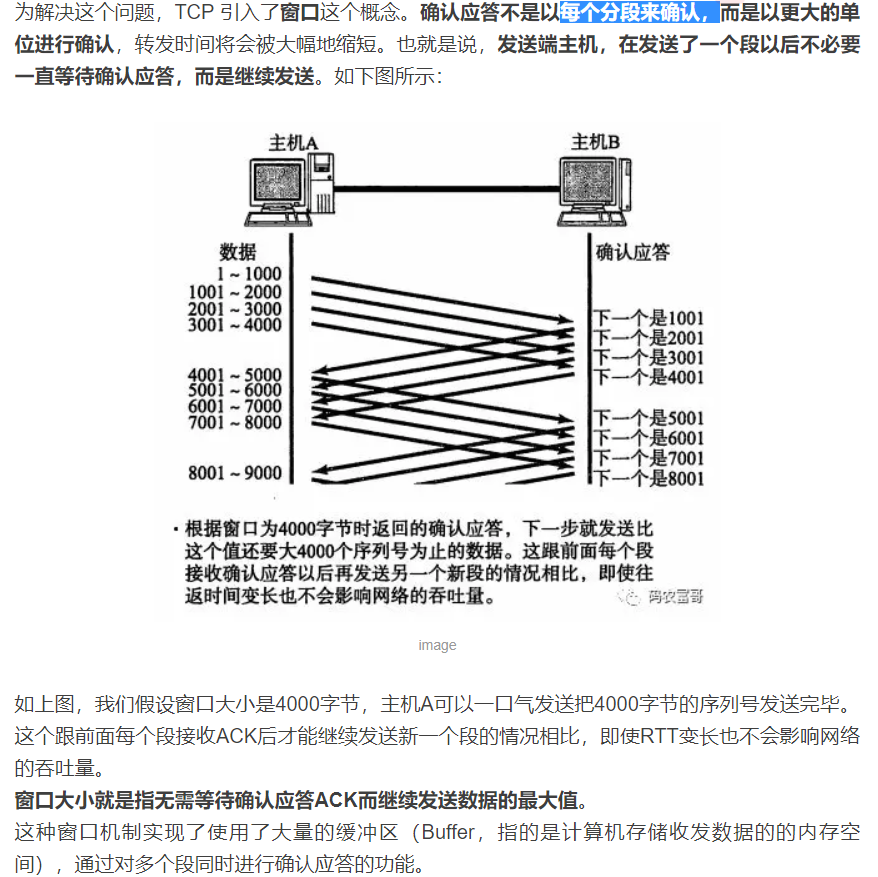 为解决这个问题，TCP 引入了窗口这个概念。确认应答不是以每个分段来确认，而是以更大的单
位进行确认，转发时间将会被大幅地缩短。也就是说，发送端主机，在发送了一个段以后不必要
一直等待确认应答，而是继续发送。如下图所示：
主机A
主机B
数据
确认应答
1 ~ 1000
1001 ~ 2000
2001 ~ 3000
3001 ~ 4000
下一个是1001
下一个是2001
下一个是3001
下一个是4001
4001 ~ 5000
5001 ~ 6000
6001 ~ 7000
7001 ~ 8000
下一个是5001
下一个是6001
下一个是7001
下一个是8001
8001 ~ 9000
· 根据窗口为4000字节时返回的确认应答，下一步就发送比
这个值还要大4000个序列号为止的数据。这跟前面每个段
接收确认应答以后再发送另一个新段的情况相比，即使往
返时间变长也不会影响网络的吞吐量。
码农富哥
image
如上图，我们假设窗口大小是4000字节，主机A可以一口气发送把4000字节的序列号发送完毕。
这个跟前面每个段接收ACK后才能继续发送新一个段的情况相比，即使RTT变长也不会影响网络
的吞吐量。
窗口大小就是指无需等待确认应答ACK而继续发送数据的最大值。
这种窗口机制实现了使用了大量的缓冲区（Buffer，指的是计算机存储收发数据的的内存空
间），通过对多个段同时进行确认应答的功能。